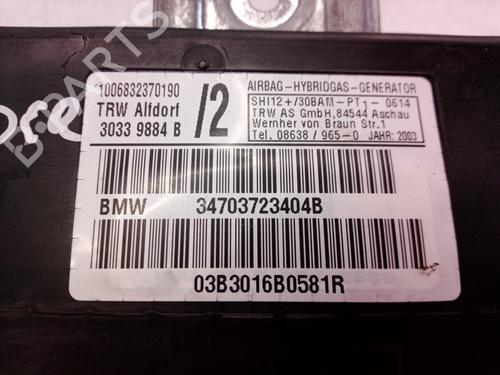 B-PARTS
1006832370190
TRW Alfdorf
3033 9884 B
/2
AIRBAG-HYBRIDGAS-GENERATOR
SHI12+/30BAM-PT1- 0614
TRW AS GmbH, 84544 Aschau
Wernher von Braun Str.1
Tel. 08638/ 965-0 JAHR: 2003
BMW 34703723404B
03B3016B0581R